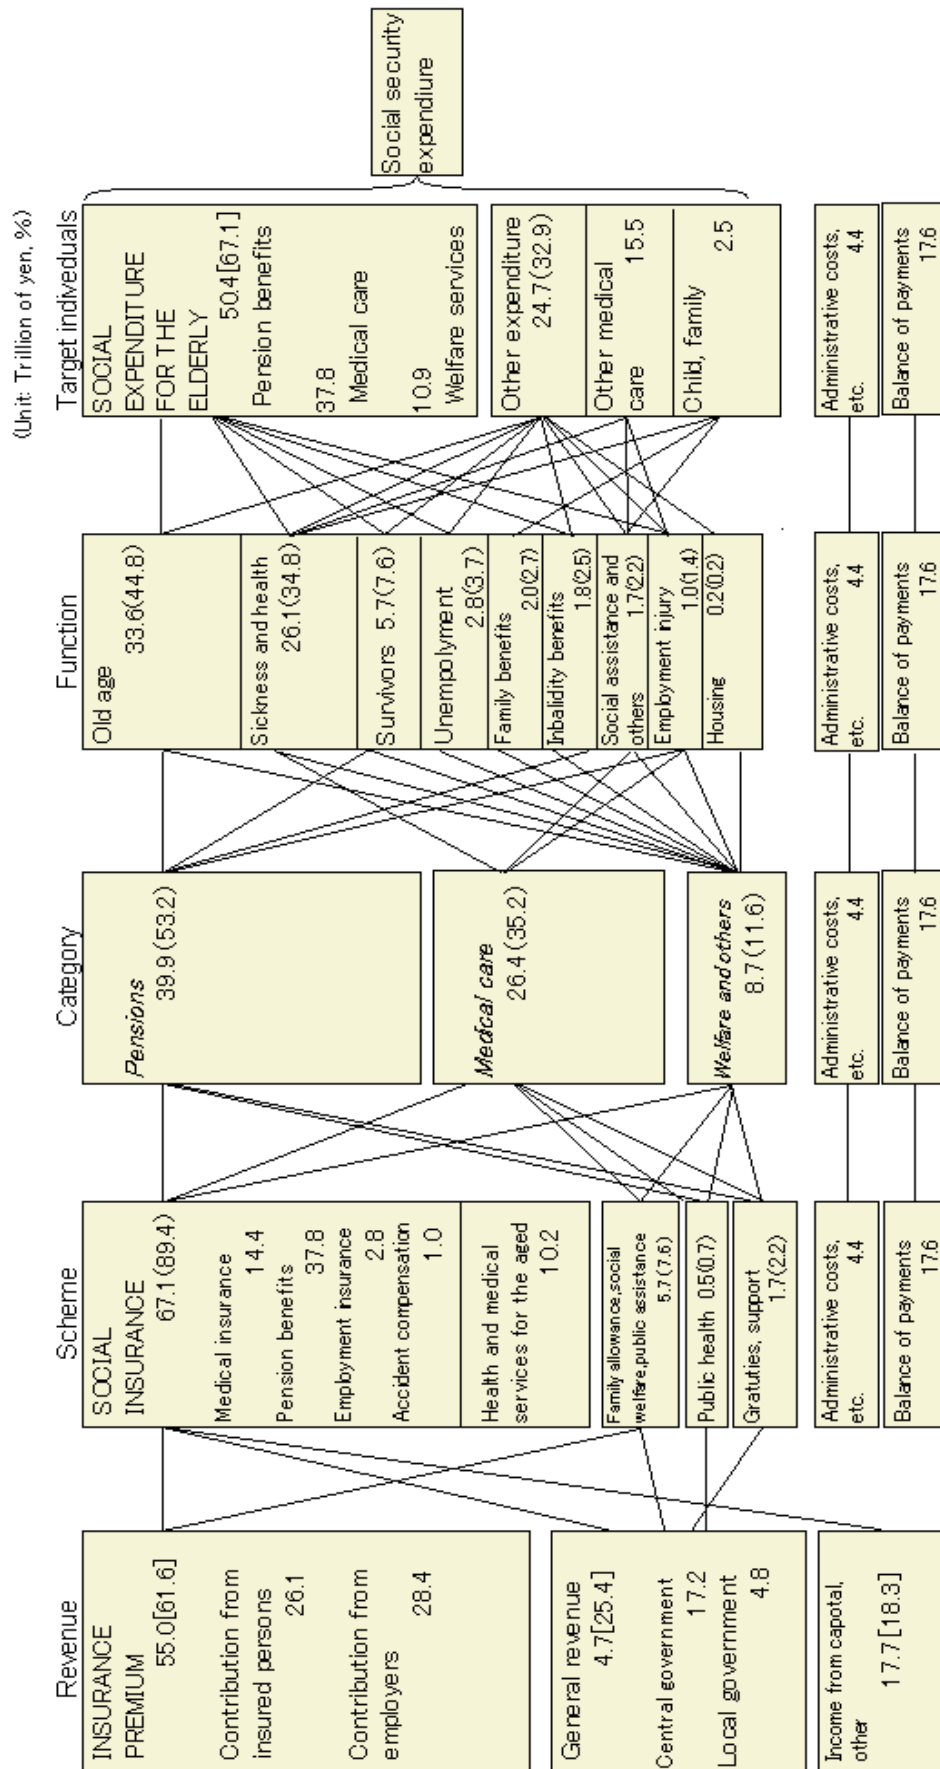 (Unit: Trillion of yen, %)
Revenue
INSURANCE
PREMIUM
55.0[61.6]
Contribution from
insured persons
26.1
Contribution from
employers
28.4
General revenue
4.7[25.4]
Central government
17.2
Local government
4.8
Income from capotal,
other
17.7[18.3]
Scheme
SOCIAL
INSURANCE
67.1(89.4)
Medical insurance
14.4
Pension benefits
37.8
Employment insurance
2.8
Accident compensation
1.0
Health and medical
services for the aged
10.2
Family allowance,social
welfare,public assistance
5.7(7.6)
Public health 0.5(0.7)
Gratuties, support
1.7(2.2)
Administrative costs,
etc.
4.4
Balance of payments
17.6
Category
Pensions
39.9(53.2)
Medical care
26.4(35.2)
Welfare and others
8.7(11.6)
Administrative costs,
etc.
4.4
Balance of payments
17.6
Function
Old age
33.6(44.8)
Sickness and health
26.1(34.8)
Survivors 5.7(7.6)
Unempolyment
2.8(3.7)
Family benefits
2.0(2.7)
Inbalidity benefits
1.8(2.5)
Social assistance and
others
1.7(2.2)
Employment injury
1.0(1.4)
Housing
0.2(0.2)
Administrative costs,
etc.
4.4
Balance of payments
17.6
Target indiveduals
SOCIAL
EXPENDITURE
FOR THE
ELDERLY
50.4[67.1]
Pension benefits
37.8
Medical care
10.9
Welfare services
Other expenditure
24.7(32.9)
Other medical
care
15.5
Child, family
2.5
Administrative costs,
etc.
4.4
Balance of payments
17.6
Social security
expendiure